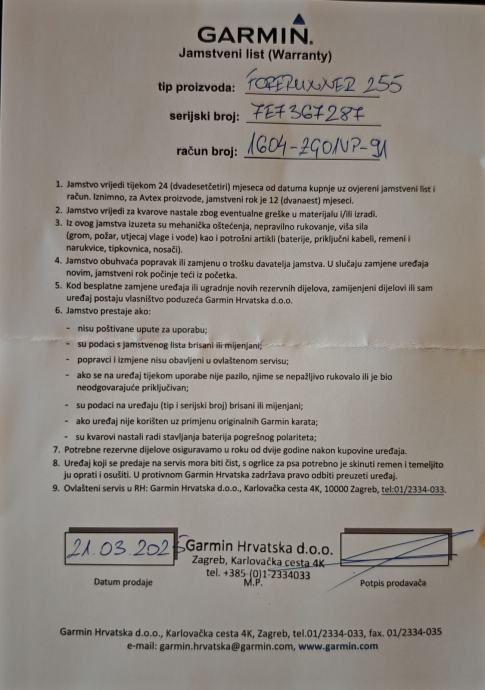 GARMIN.
Jamstveni list (Warranty)
tip proizvoda: FORERUNNER 255
serijski broj: 7E7367287
račun broj: 1604-ZGO1VP-91
1. Jamstvo vrijedi tijekom 24 (dvadesetčetiri) mjeseca od datuma kupnje uz ovjereni jamstveni list i
račun. Iznimno, za Avtex proizvode, jamstveni rok je 12 (dvanaest) mjeseci.
2. Jamstvo vrijedi za kvarove nastale zbog eventualne greške u materijalu i/ili izradi.
3. Iz ovog jamstva izuzeta su mehanička oštećenja, nepravilno rukovanje, viša sila
(grom, požar, utjecaj vlage i vode) kao i potrošni artikli (baterije, priključni kabeli, remeni i
narukvice, tipkovnica, nosači).
4. Jamstvo obuhvaća popravak ili zamjenu o trošku davatelja jamstva. U slučaju zamjene uređaja
novim, jamstveni rok počinje teći iz početka.
5. Kod besplatne zamjene uređaja ili ugradnje novih rezervnih dijelova, zamijenjeni dijelovi ili sam
uređaj postaju vlasništvo poduzeća Garmin Hrvatska d.o.o.
6. Jamstvo prestaje ako:
- nisu poštivane upute za uporabu;
- su podaci s jamstvenog lista brisani ili mijenjani;
- popravci i izmjene nisu obavljeni u ovlaštenom servisu;
- ako se na uređaj tijekom uporabe nije pazilo, njime se nepažljivo rukovalo ili je bio
neodgovarajuće priključivan;
- su podaci na uređaju (tip i serijski broj) brisani ili mijenjani;
- ako uređaj nije korišten uz primjenu originalnih Garmin karata;
- su kvarovi nastali radi stavljanja baterija pogrešnog polariteta;
7. Potrebne rezervne dijelove osiguravamo u roku od dvije godine nakon kupovine uređaja.
8. Uređaj koji se predaje na servis mora biti čist, s ogrlice za psa potrebno je skinuti remen i temeljito
ju oprati i osušiti. U protivnom Garmin Hrvatska zadržava pravo odbiti preuzeti uređaj.
9. Ovlašteni servis u RH: Garmin Hrvatska d.o.o., Karlovačka cesta 4K, 10000 Zagreb, tel:01/2334-033.
21.03.2025
Garmin Hrvatska d.o.o.
Zagreb, Karlovačka cesta 4K
tel. +385 (0)1-2334033
Datum prodaje M.P. Potpis prodavača
Garmin Hrvatska d.o.o., Karlovačka cesta 4K, Zagreb, tel.01/2334-033, fax. 01/2334-035
e-mail: garmin.hrvatska@garmin.com, www.garmin.com